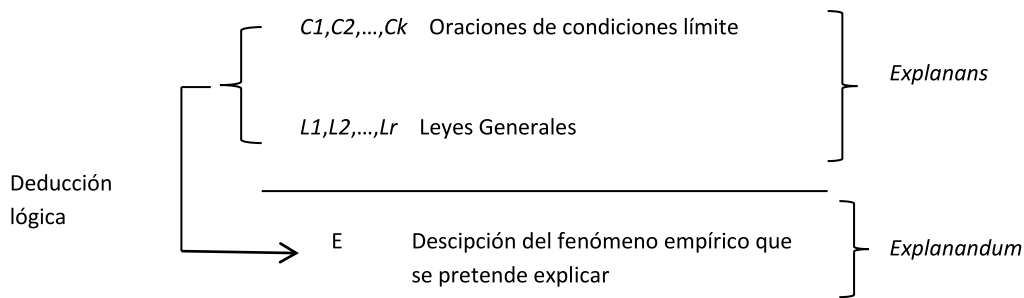 C1,C2,...,Ck Oraciones de condiciones límite
Explanans
L1,L2,...,Lr Leyes Generales
Deducción
lógica
E Descipción del fenómeno empírico que
se pretende explicar
Explanandum